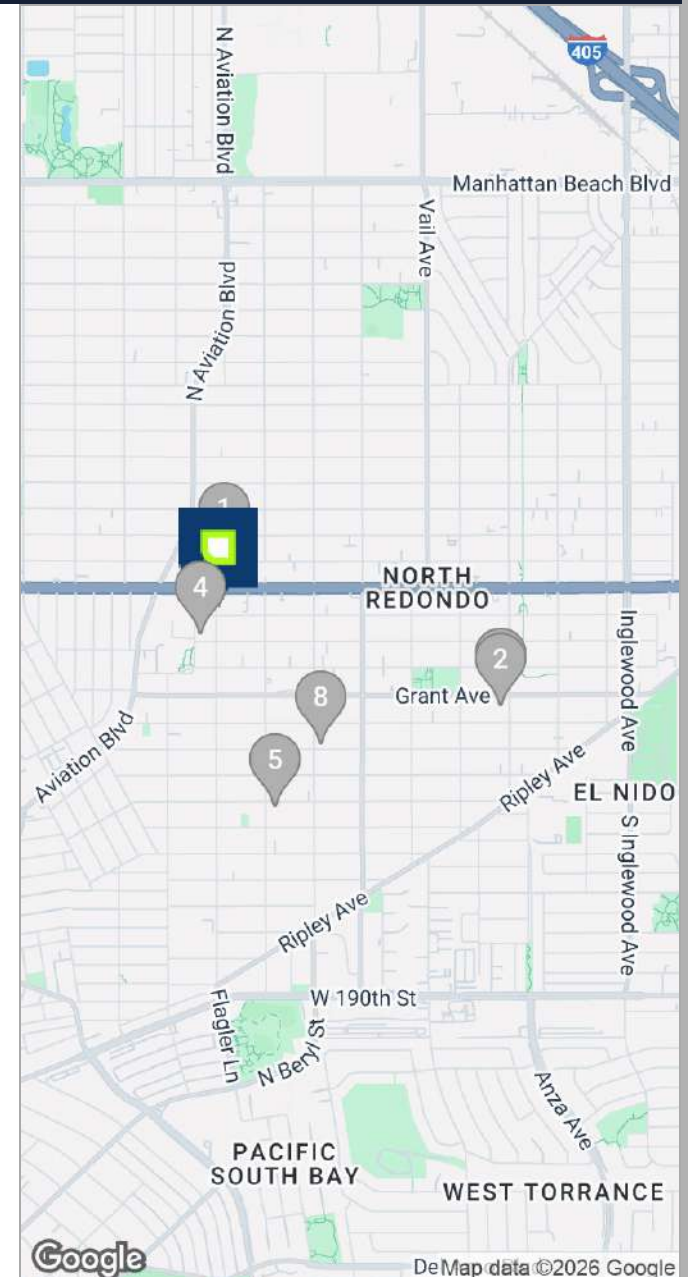 N Aviation Blvd
405
Manhattan Beach Blvd
Vail Ave
N Aviation Blvd
1
4
NORTH
REDONDO
Inglewood Ave
2
8
Grant Ave
5
Aviation Blvd
Ripley Ave
EL NIDO
S Inglewood Ave
Ripley Ave
W 190th St
Flagler Ln
N Beryl St
Anza Ave
PACIFIC
SOUTH BAY
WEST TORRANCE
Google
Map data ©2026 Google